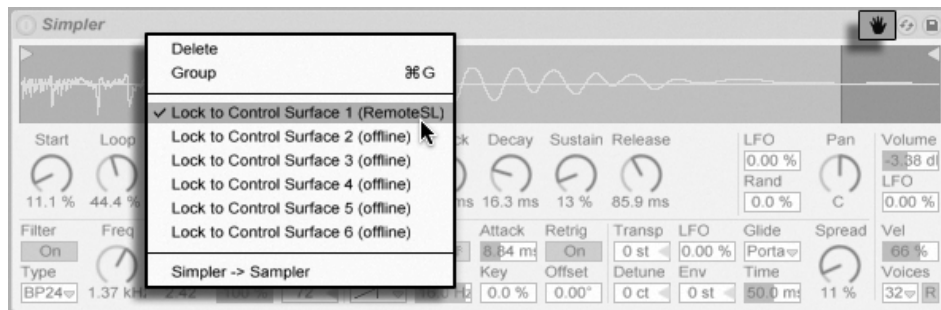 Simpler
Delete
Group ⌘G
✓ Lock to Control Surface 1 (RemoteSL)
Lock to Control Surface 2 (offline)
Lock to Control Surface 3 (offline)
Lock to Control Surface 4 (offline)
Lock to Control Surface 5 (offline)
Lock to Control Surface 6 (offline)
Simpler -> Sampler
Start Loop Decay Sustain Release LFO Pan Volume
0.00 % -3.38
Rand LFO
11.1 % 44.4 % ms 16.3 ms 13 % 85.9 ms 0.0 % C 0.00 %
Filter Freq Attack Retrig Transp LFO Glide Spread Vel
On 8.84 On 0 st 0.00 % Porta 66 %
Type Key Offset Detune Env Time Voices
BP24 1.37 0.0 % 0.00° 0 ct 0 st 50.0 11 % 32 R